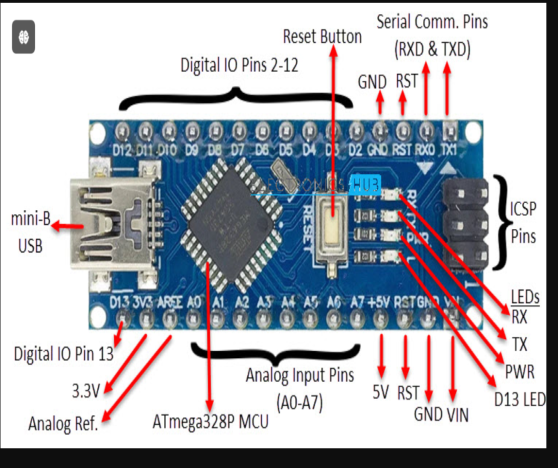 Serial Comm. Pins
(RXD & TXD)
Reset Button
Digital IO Pins 2-12
GND
RST
D12 D11 D10 D9 D8 D7 D6 D5 D4 D3 D2 GND RST RX0 TX1
HUB
RESET
L
ICSP
Pins
mini-B
USB
1
D13 3V3 AREF A0 A1 A2 A3 A4 A5 A6 A7 +5V RST GND VIN
LEDs
RX
TX
PWR
D13 LED
Digital IO Pin 13
3.3V
Analog Ref.
ATmega328P MCU
Analog Input Pins
(A0-A7)
5V
RST
GND
VIN